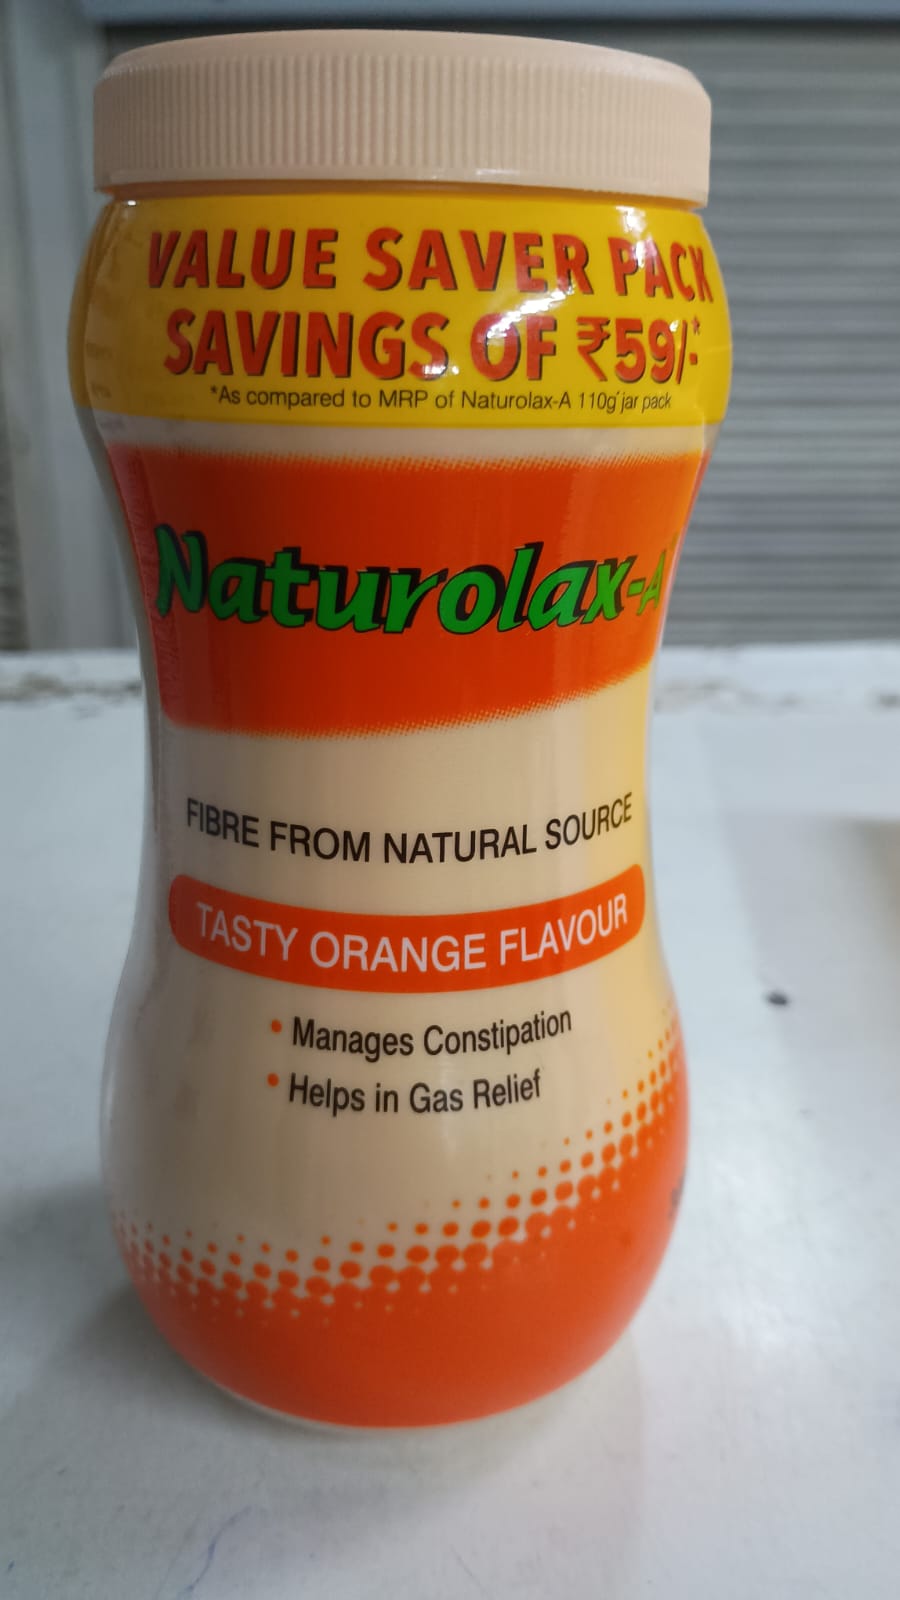 VALUE SAVER PACK
SAVINGS OF ₹59/-*
*As compared to MRP of Naturolax-A 110g jar pack
Naturolax-A
FIBRE FROM NATURAL SOURCE
TASTY ORANGE FLAVOUR
• Manages Constipation
• Helps in Gas Relief